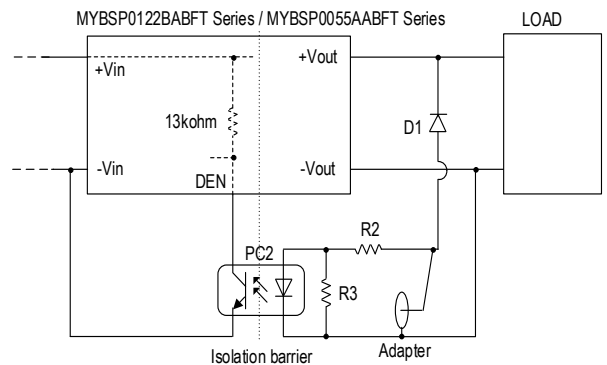 MYBSP0122BABFT Series / MYBSP0055AABFT Series
LOAD
+Vin
+Vout
13kohm
D1
-Vin
-Vout
DEN
R2
PC2
R3
Isolation barrier
Adapter